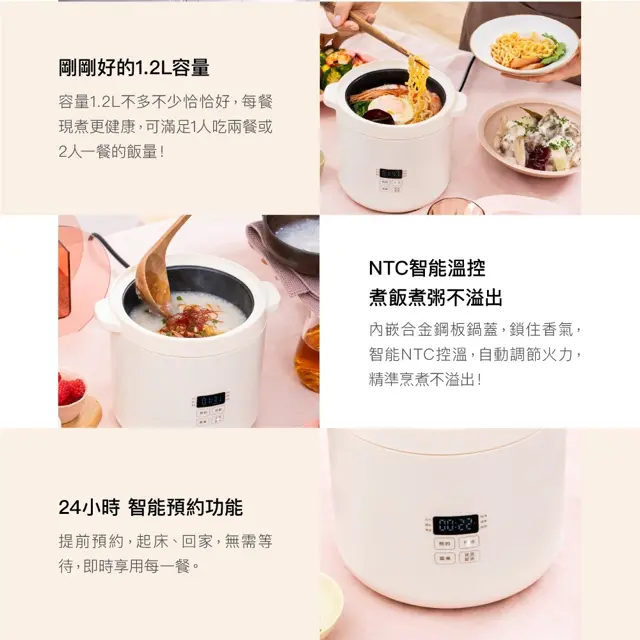 剛剛好的1.2L容量
容量1.2L不多不少恰恰好，每餐
現煮更健康，可滿足1人吃兩餐或
2人一餐的飯量！
NTC智能溫控
煮飯煮粥不溢出
內嵌合金鋼板鍋蓋，鎖住香氣，
智能NTC控溫，自動調節火力，
精準烹煮不溢出！
24小時 智能預約功能
提前預約，起床、回家，無需等
待，即時享用每一餐。
00:22